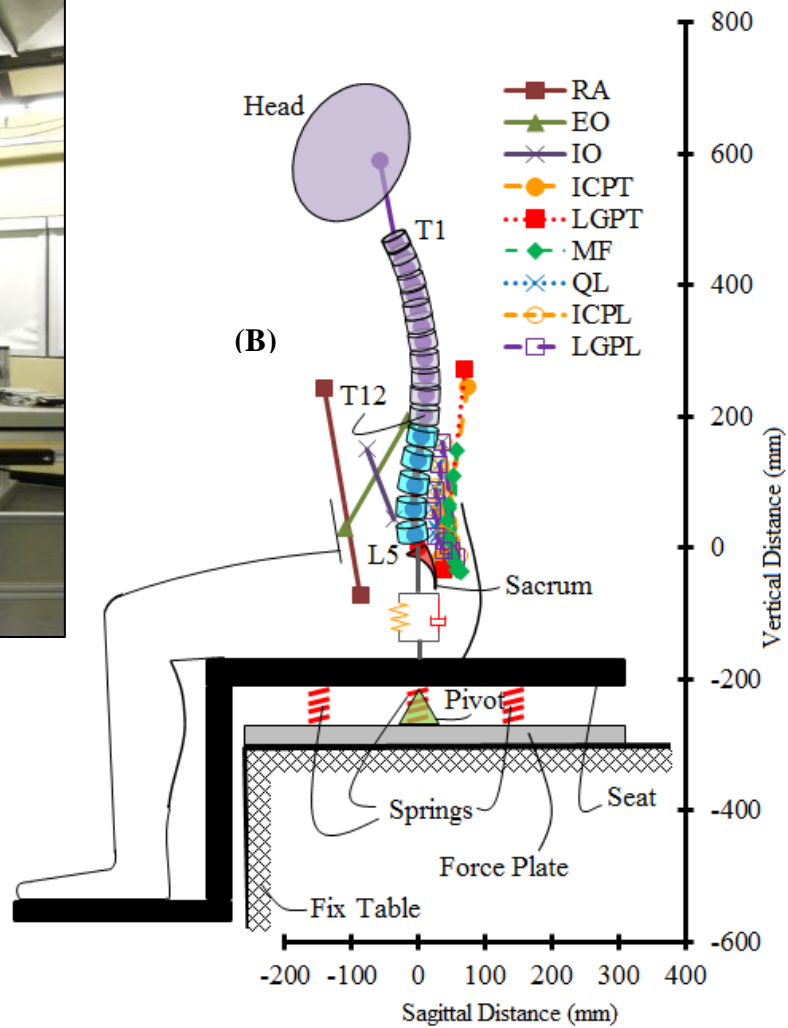 800
600
400
200
0
-200
-400
-600
Vertical Distance (mm)
RA
EO
IO
ICPT
LGPT
MF
QL
ICPL
LGPL
Head
T1
(B)
T12
L5
Sacrum
Pivot
Springs
Seat
Force Plate
Fix Table
-200 -100 0 100 200 300 400
Sagittal Distance (mm)